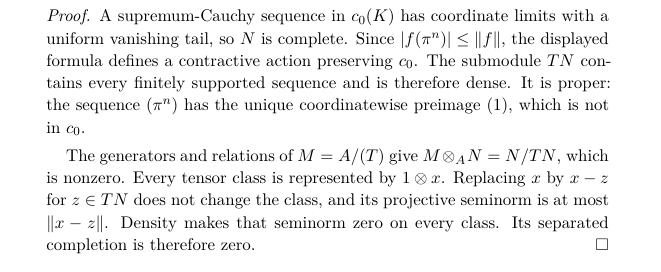 Proof. A supremum-Cauchy sequence in c₀(K) has coordinate limits with a
uniform vanishing tail, so N is complete. Since |f(πⁿ)| ≤ ‖f‖, the displayed
formula defines a contractive action preserving c₀. The submodule TN con-
tains every finitely supported sequence and is therefore dense. It is proper:
the sequence (πⁿ) has the unique coordinatewise preimage (1), which is not
in c₀.
The generators and relations of M = A/(T) give M ⊗_A N = N/TN, which
is nonzero. Every tensor class is represented by 1 ⊗ x. Replacing x by x − z
for z ∈ TN does not change the class, and its projective seminorm is at most
‖x − z‖. Density makes that seminorm zero on every class. Its separated
completion is therefore zero. □